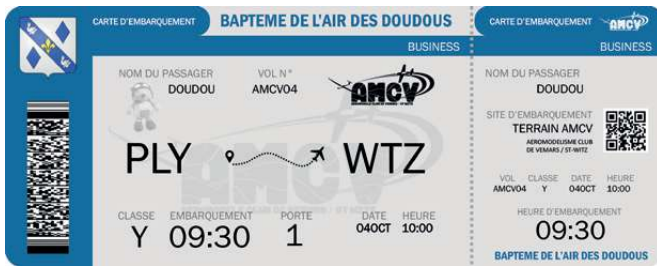 CARTE D'EMBARQUEMENT
BAPTEME DE L'AIR DES DOUDOUS
BUSINESS
NOM DU PASSAGER
DOUDOU
VOL N°
AMCV04
AMCV
PLY
WTZ
AMCV
CLASSE
Y
EMBARQUEMENT
09:30
PORTE
1
DATE
04OCT
HEURE
10:00
CARTE D'EMBARQUEMENT
AMCV
BUSINESS
NOM DU PASSAGER
DOUDOU
SITE D'EMBARQUEMENT
TERRAIN AMCV
AEROMODELISME CLUB
DE VEMARS / ST-WITZ
VOL CLASSE DATE HEURE
AMCV04 Y 04OCT 10:00
HEURE D'EMBARQUEMENT
09:30
BAPTEME DE L'AIR DES DOUDOUS